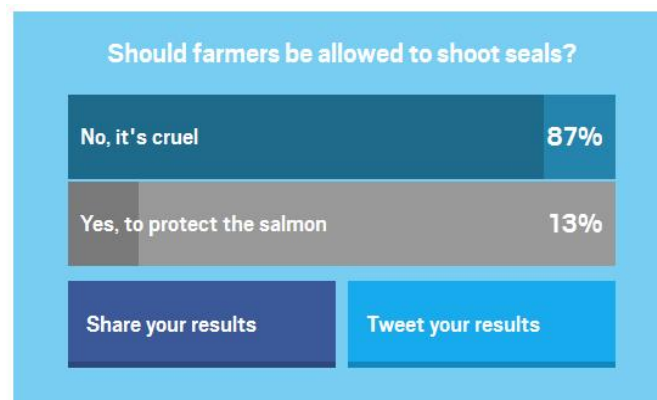 Should farmers be allowed to shoot seals?
No, it's cruel 87%
Yes, to protect the salmon 13%
Share your results
Tweet your results